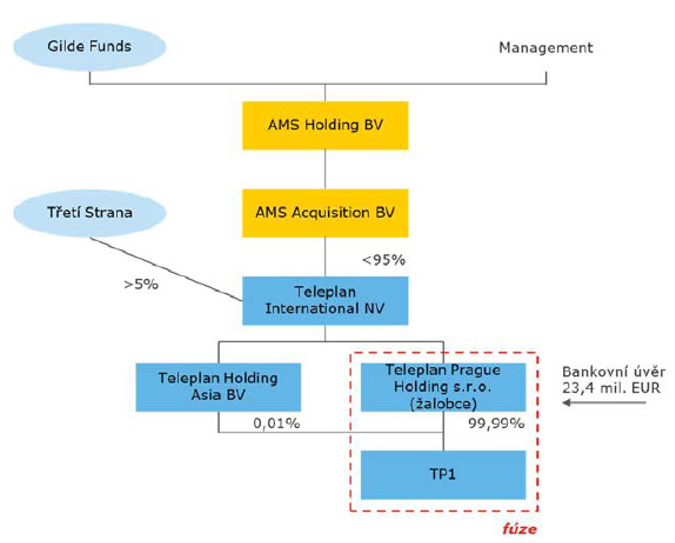 Gilde Funds
Management
AMS Holding BV
Třetí Strana
AMS Acquisition BV
<95%
>5%
Teleplan
International NV
Teleplan Holding
Asia BV
Teleplan Prague
Holding s.r.o.
(žalobce)
Bankovní úvěr
23,4 mil. EUR
0,01%
99,99%
TP1
fúze